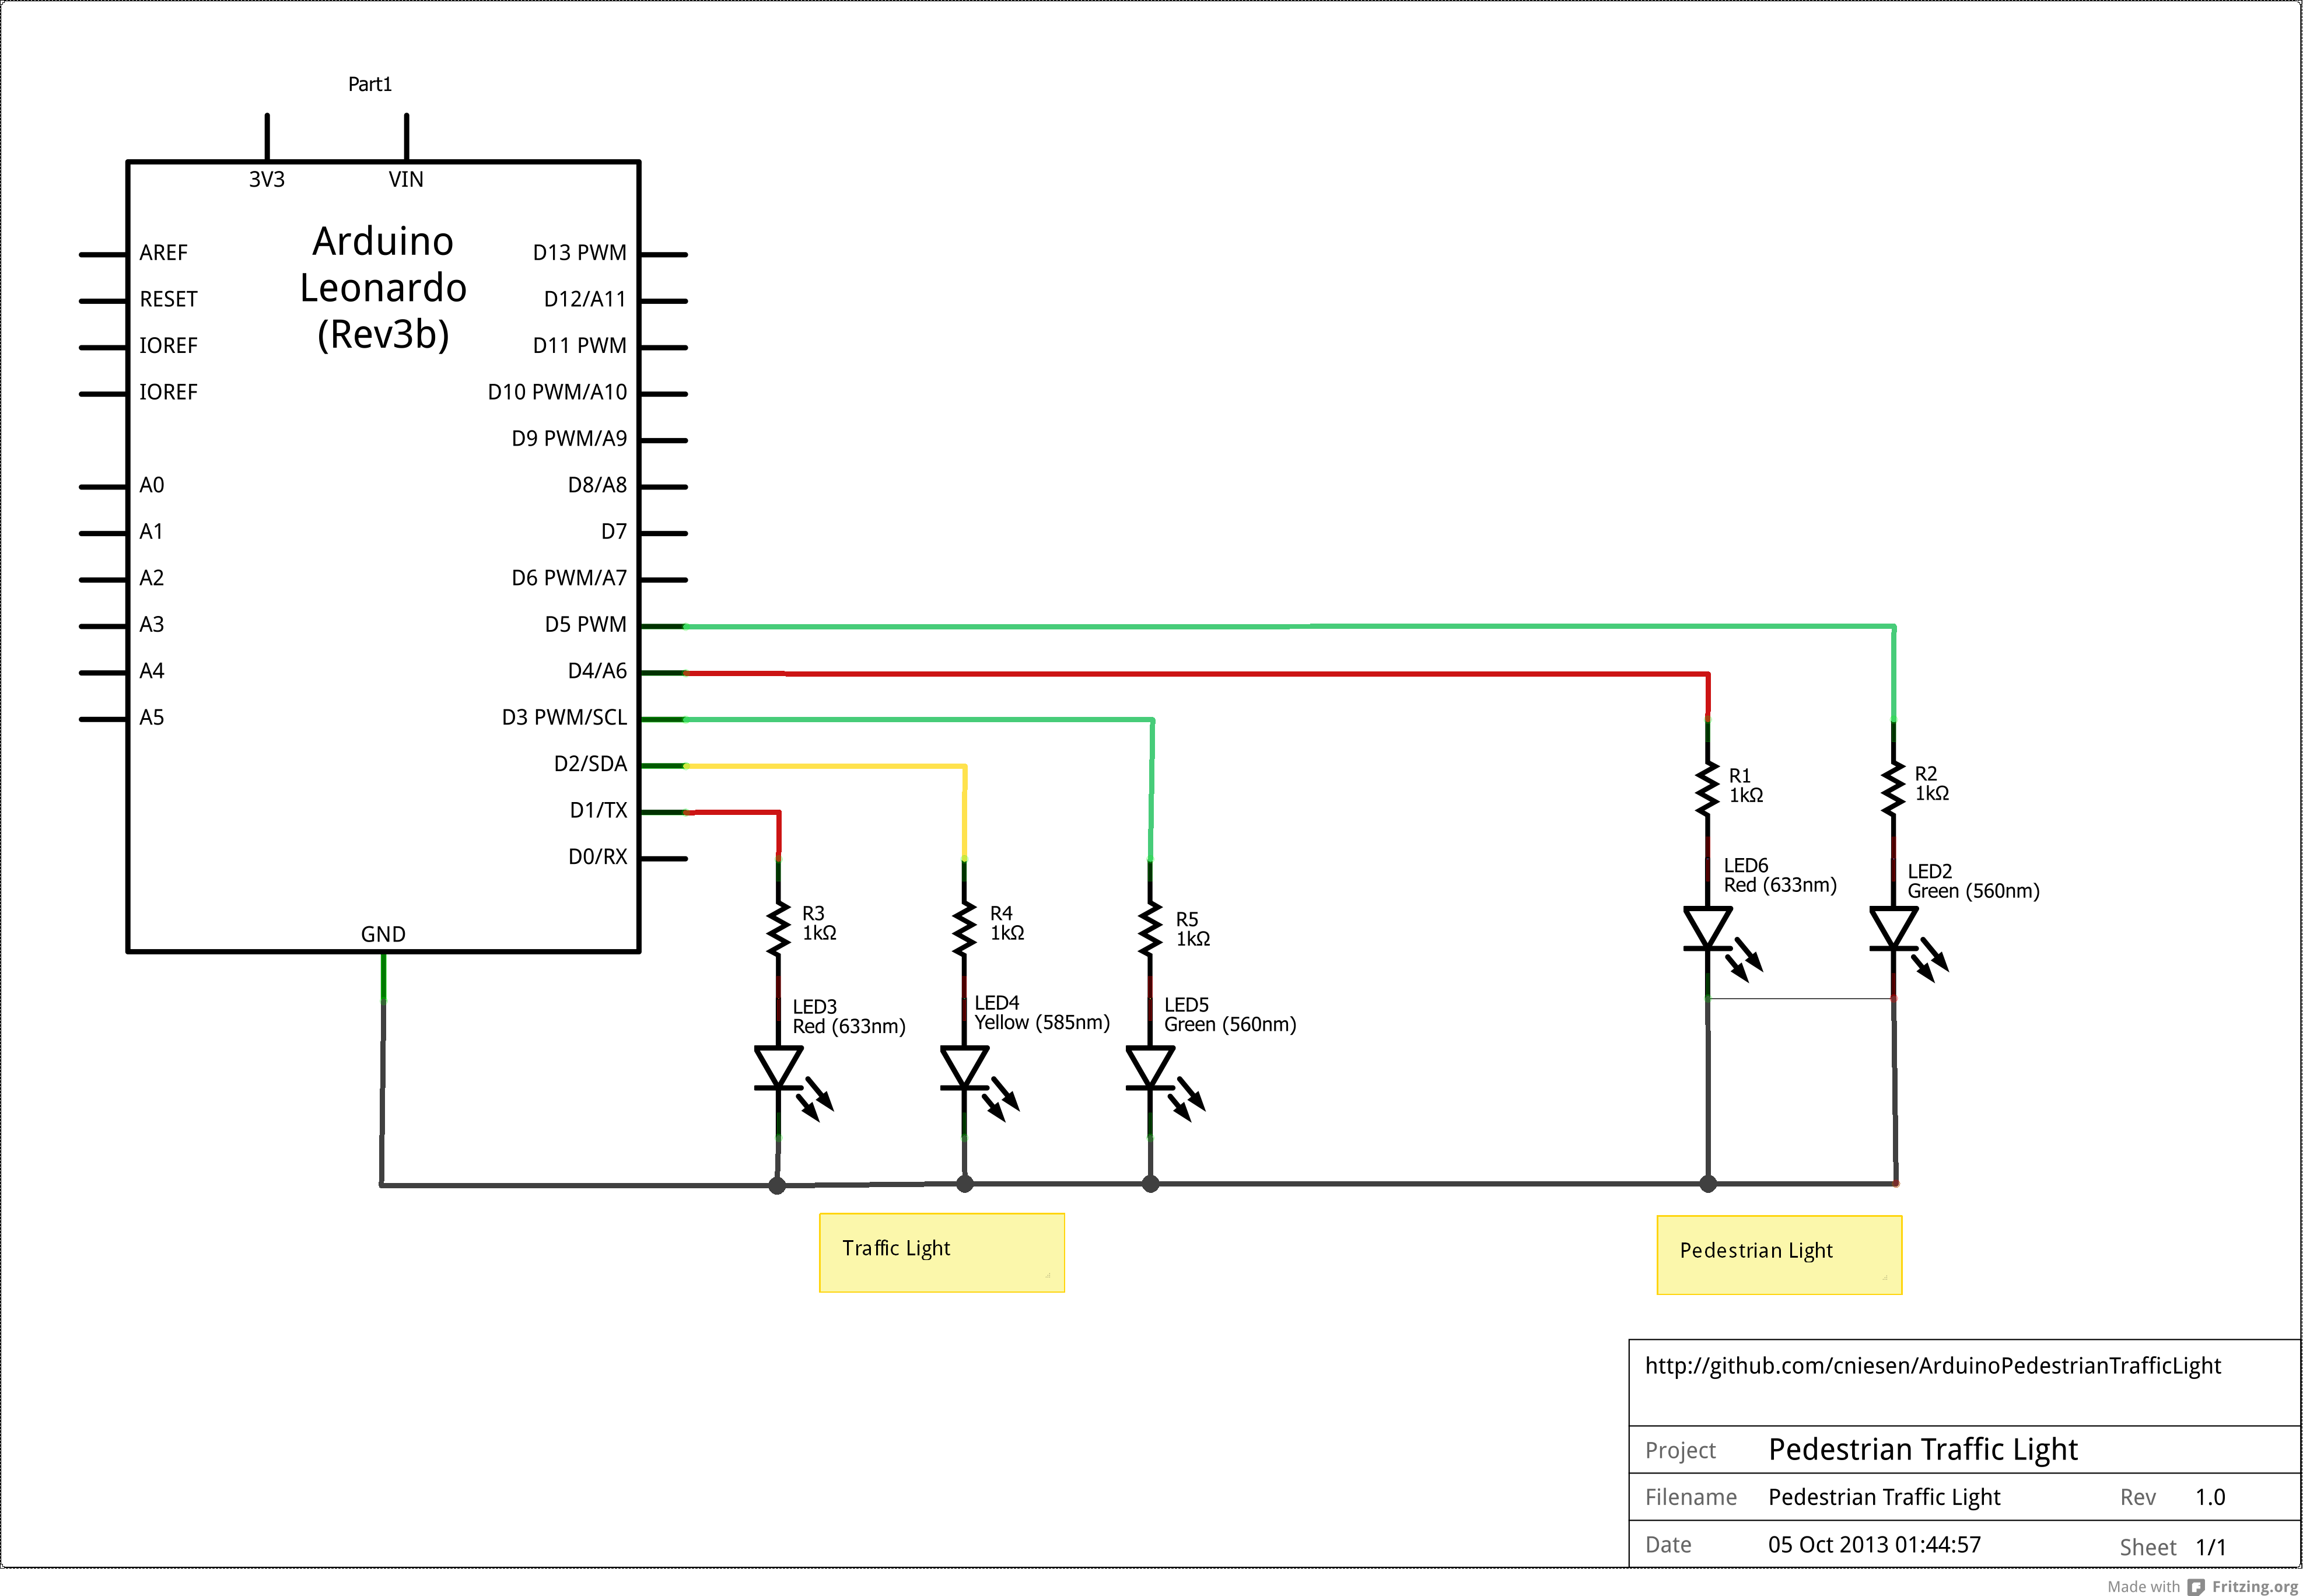 Part1
3V3
VIN
Arduino
Leonardo
(Rev3b)
AREF
RESET
IOREF
IOREF
A0
A1
A2
A3
A4
A5
D13 PWM
D12/A11
D11 PWM
D10 PWM/A10
D9 PWM/A9
D8/A8
D7
D6 PWM/A7
D5 PWM
D4/A6
D3 PWM/SCL
D2/SDA
D1/TX
D0/RX
GND
R3
1kΩ
LED3
Red (633nm)
R4
1kΩ
LED4
Yellow (585nm)
R5
1kΩ
LED5
Green (560nm)
R1
1kΩ
LED6
Red (633nm)
R2
1kΩ
LED2
Green (560nm)
Traffic Light
Pedestrian Light
http://github.com/cniesen/ArduinoPedestrianTrafficLight
Project Pedestrian Traffic Light
Filename Pedestrian Traffic Light Rev 1.0
Date 05 Oct 2013 01:44:57 Sheet 1/1
Made with Fritzing.org